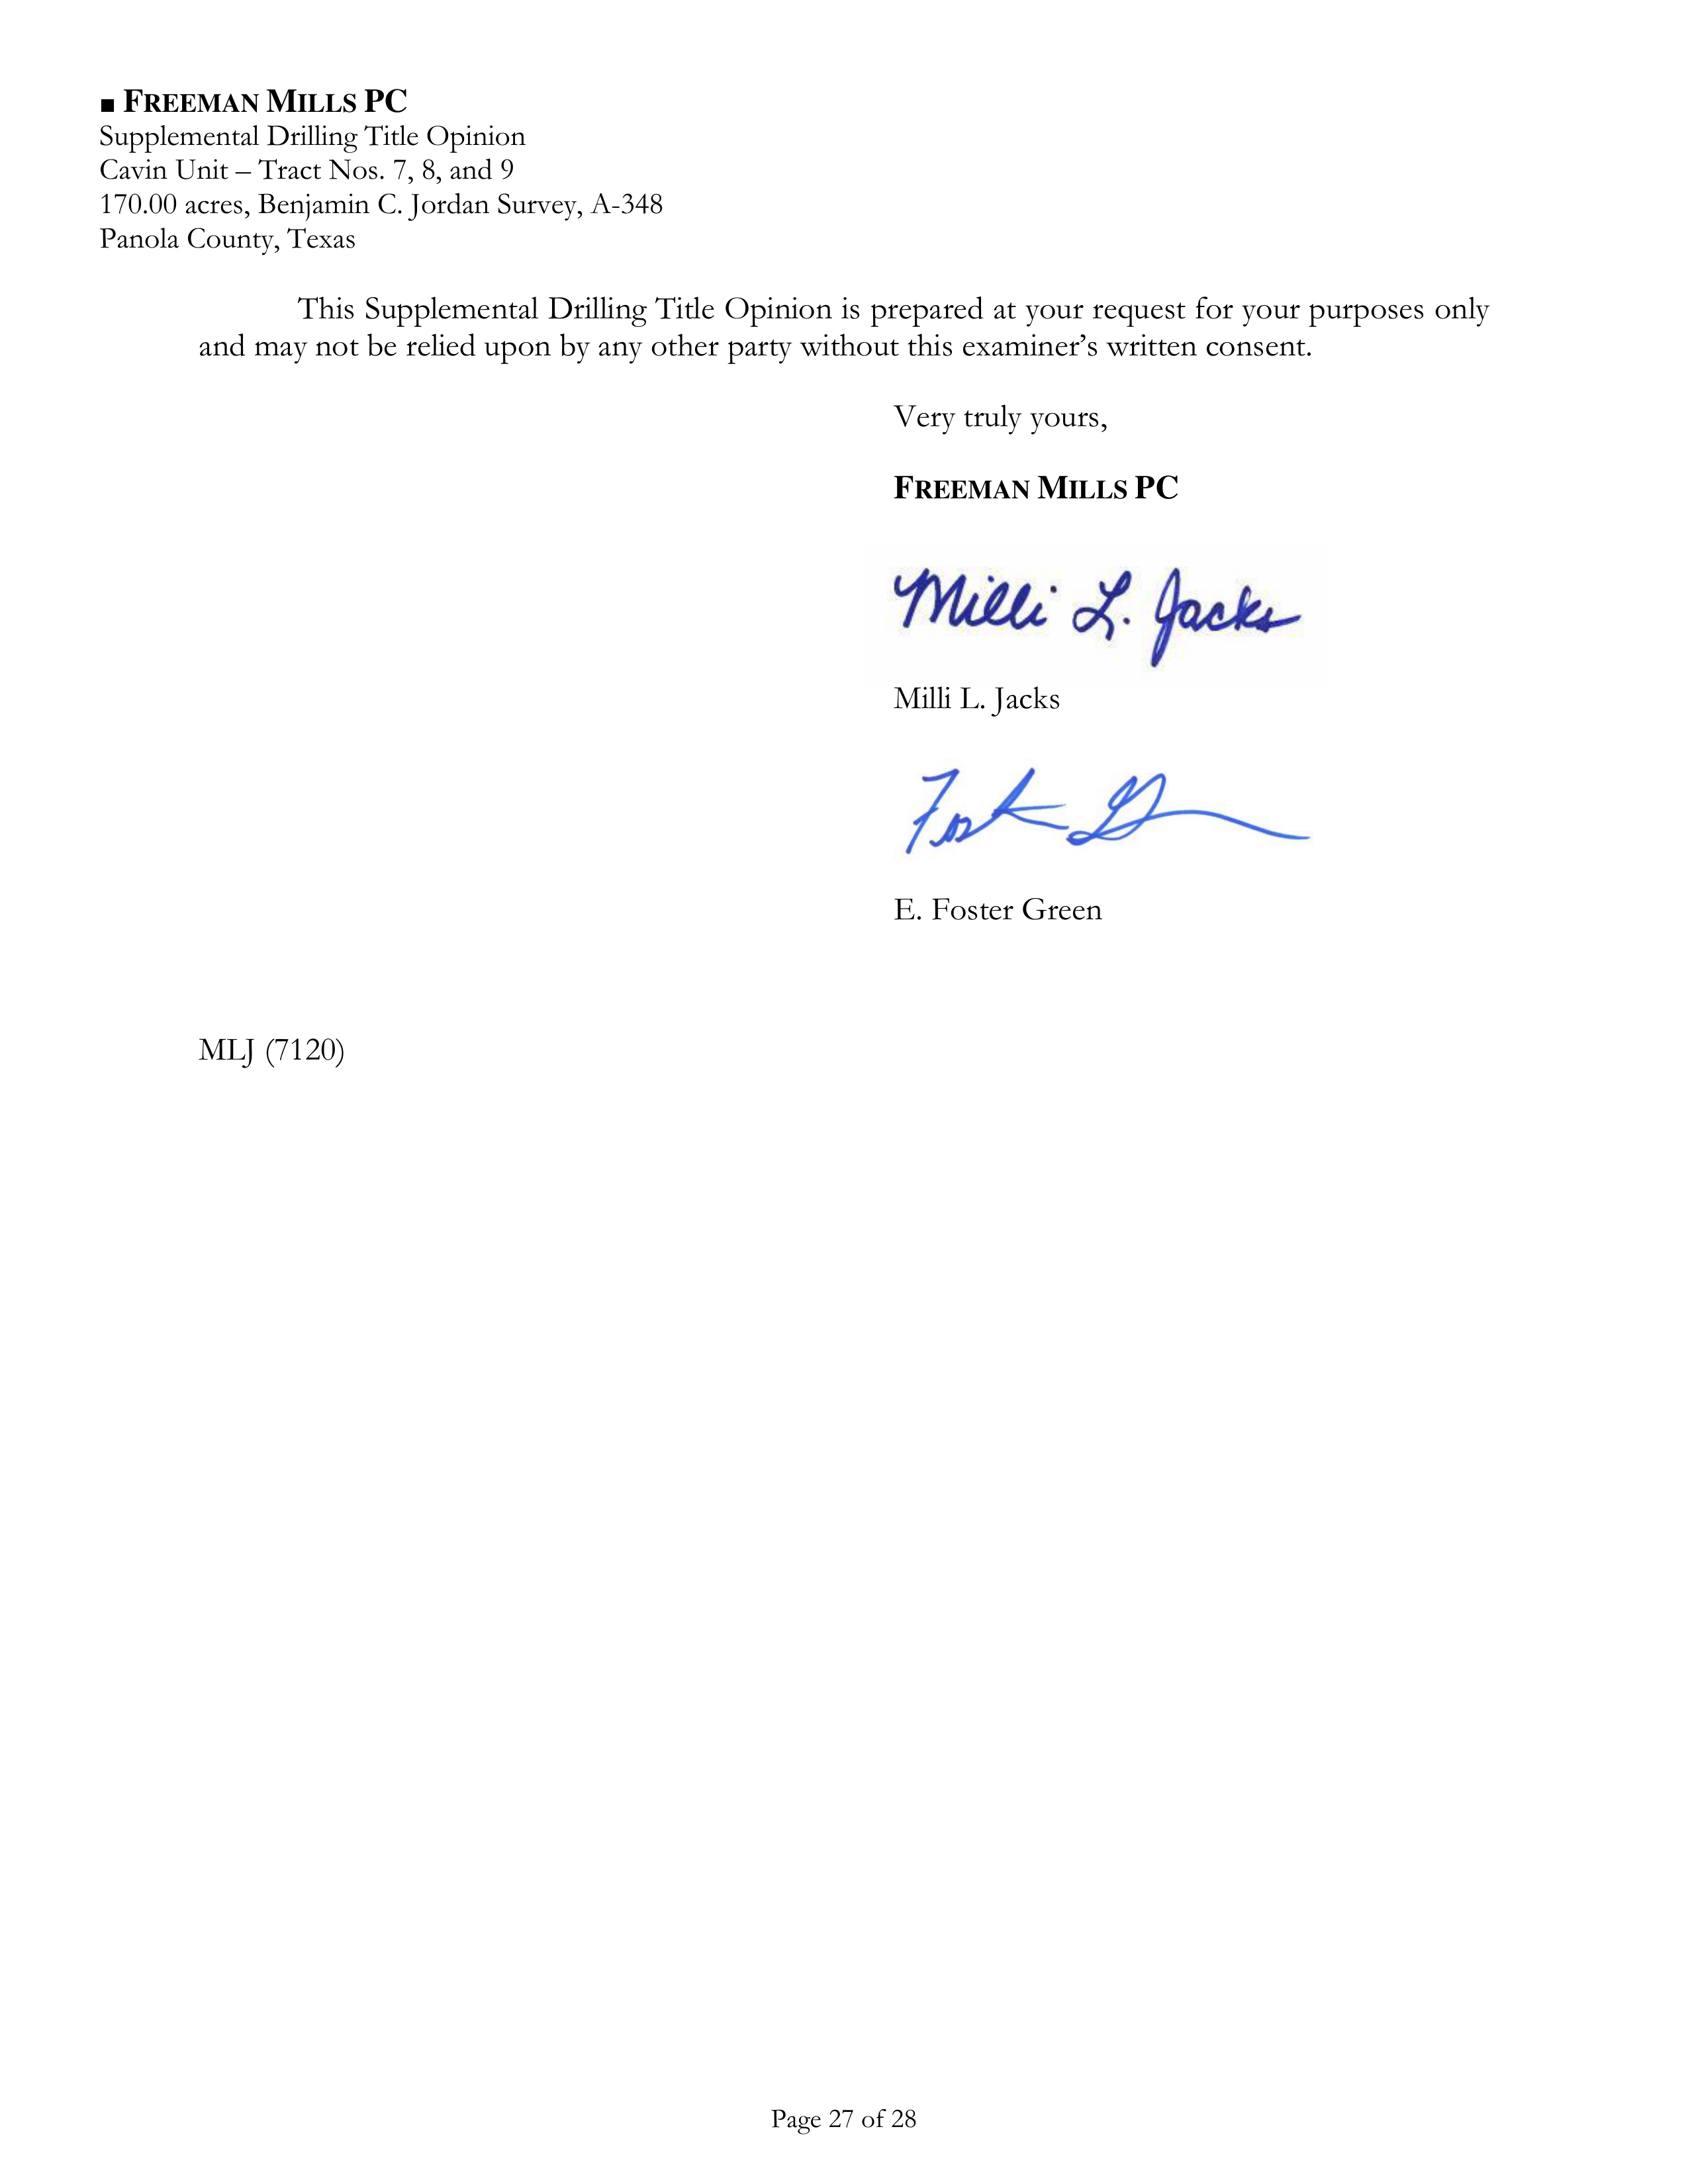 ■ FREEMAN MILLS PC
Supplemental Drilling Title Opinion
Cavin Unit – Tract Nos. 7, 8, and 9
170.00 acres, Benjamin C. Jordan Survey, A-348
Panola County, Texas
This Supplemental Drilling Title Opinion is prepared at your request for your purposes only
and may not be relied upon by any other party without this examiner’s written consent.
Very truly yours,
FREEMAN MILLS PC
Milli L. Jacks
Milli L. Jacks
Foster G
E. Foster Green
MLJ (7120)
Page 27 of 28